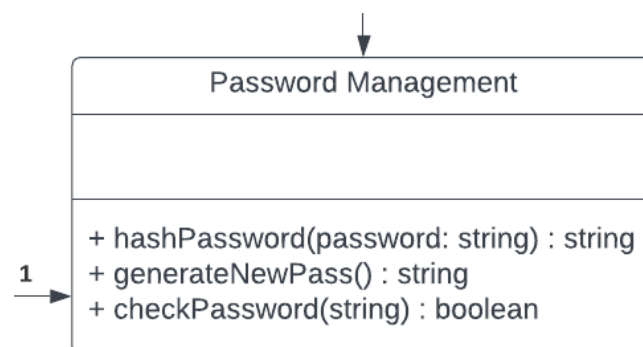 Password Management
+ hashPassword(password: string) : string
1
+ generateNewPass() : string
+ checkPassword(string) : boolean